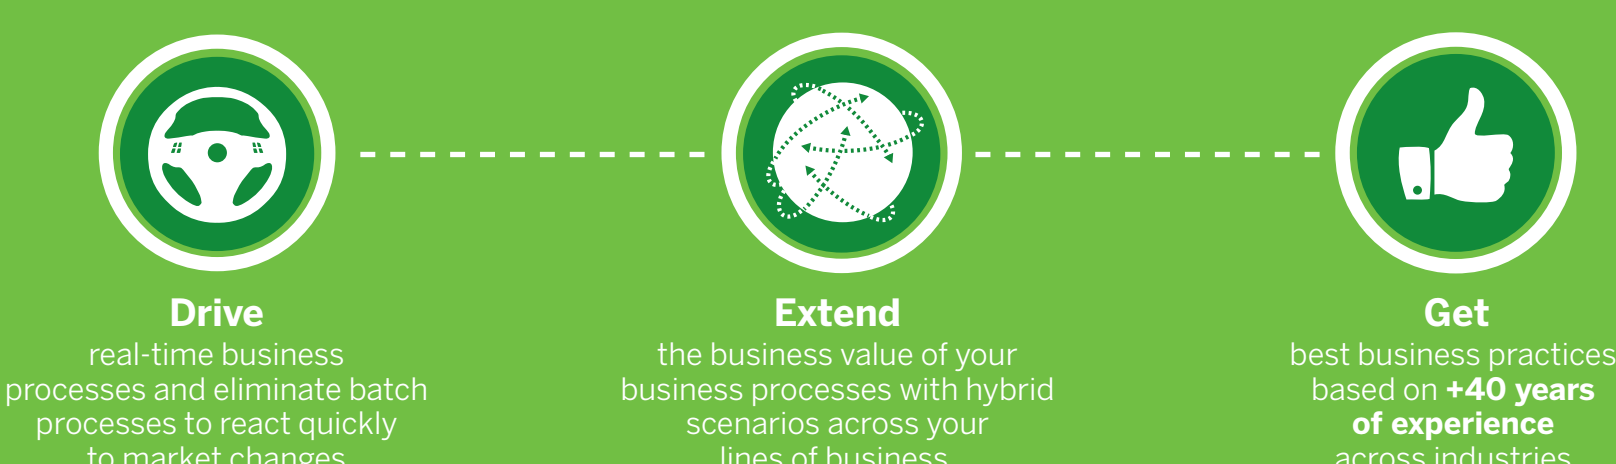 Drive
real-time business
processes and eliminate batch
processes to react quickly
to market changes
Extend
the business value of your
business processes with hybrid
scenarios across your
lines of business
Get
best business practices
based on +40 years
of experience
across industries